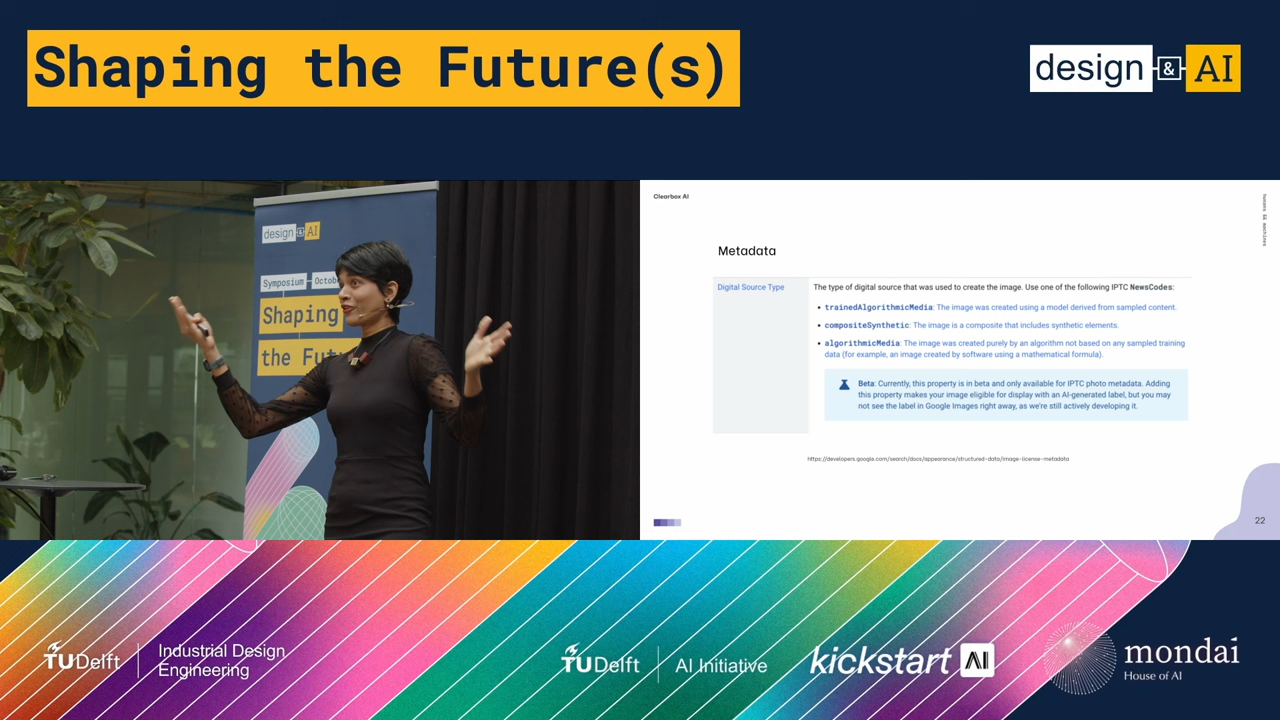 Shaping the Future(s)
design & AI
design & AI
Symposium Octobe
Shaping
the Futu
Clearbox AI
humans && machines
Metadata
Digital Source Type
The type of digital source that was used to create the image. Use one of the following IPTC NewsCodes:
• trainedAlgorithmicMedia: The image was created using a model derived from sampled content.
• compositeSynthetic: The image is a composite that includes synthetic elements.
• algorithmicMedia: The image was created purely by an algorithm not based on any sampled training
data (for example, an image created by software using a mathematical formula).
Beta: Currently, this property is in beta and only available for IPTC photo metadata. Adding
this property makes your image eligible for display with an AI-generated label, but you may
not see the label in Google Images right away, as we're still actively developing it.
https://developers.google.com/search/docs/appearance/structured-data/image-license-metadata
22
TUDelft
Industrial Design
Engineering
TUDelft
AI Initiative
kickstart AI
mondai
House of AI